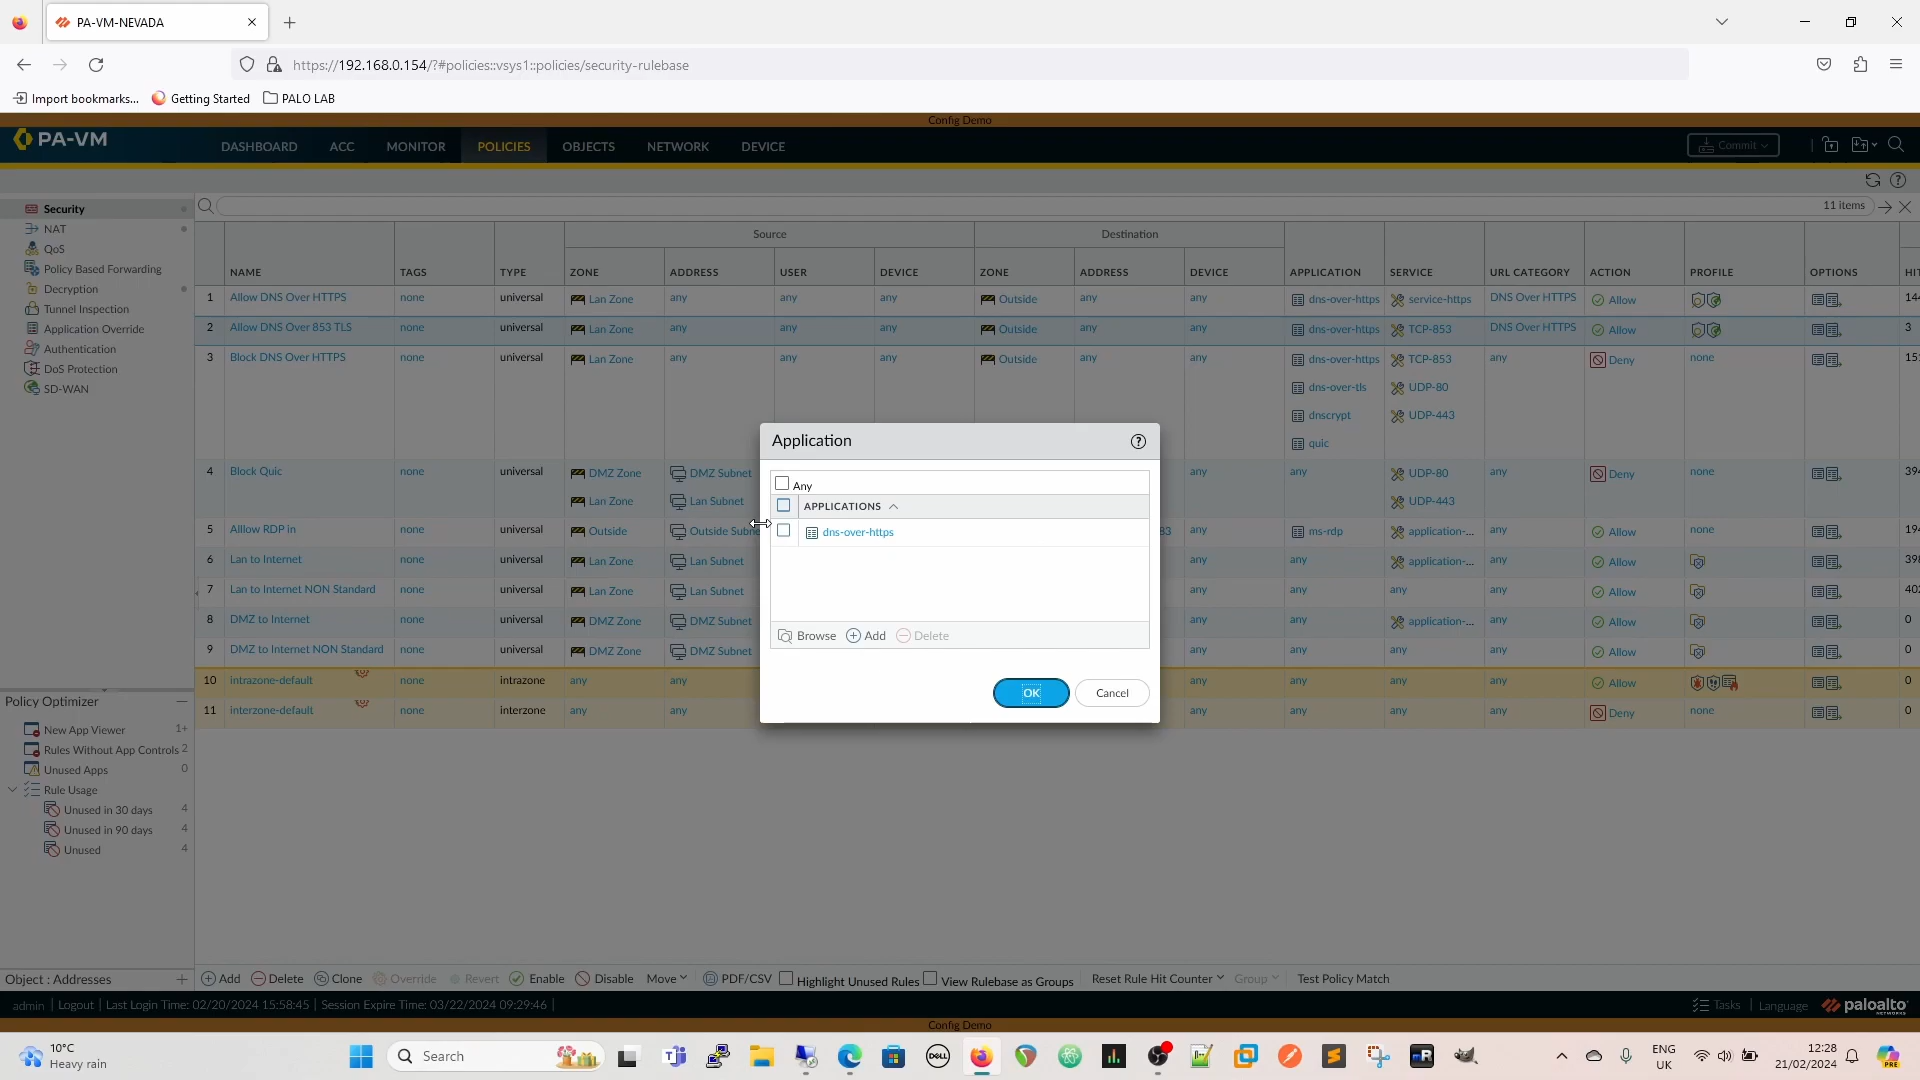 PA-VM-NEVADA
https://192.168.0.154/?#policies::vsys1::policies/security-rulebase
Import bookmarks... Getting Started PALO LAB
Config Demo
PA-VM DASHBOARD ACC MONITOR POLICIES OBJECTS NETWORK DEVICE Commit
11 items
Security
NAT
QoS
Policy Based Forwarding
Decryption
Tunnel Inspection
Application Override
Authentication
DoS Protection
SD-WAN
Source Destination
NAME TAGS TYPE ZONE ADDRESS USER DEVICE ZONE ADDRESS DEVICE APPLICATION SERVICE URL CATEGORY ACTION PROFILE OPTIONS
1 Allow DNS Over HTTPS none universal Lan Zone any any any Outside any any dns-over-https service-https DNS Over HTTPS Allow
2 Allow DNS Over 853 TLS none universal Lan Zone any any any Outside any any dns-over-https TCP-853 DNS Over HTTPS Allow 3
3 Block DNS Over HTTPS none universal Lan Zone any any any Outside any any dns-over-https TCP-853 any Deny none
dns-over-tls UDP-80
dnscrypt UDP-443
quic
4 Block Quic none universal DMZ Zone DMZ Subnet any any UDP-80 any Deny none
Lan Zone Lan Subnet UDP-443
5 Alllow RDP in none universal Outside Outside Subne 83 any ms-rdp application-... any Allow none
6 Lan to Internet none universal Lan Zone Lan Subnet any any application-... any Allow
7 Lan to Internet NON Standard none universal Lan Zone Lan Subnet any any any any Allow
8 DMZ to Internet none universal DMZ Zone DMZ Subnet any any application-... any Allow 0
9 DMZ to Internet NON Standard none universal DMZ Zone DMZ Subnet any any any any Allow 0
10 intrazone-default none intrazone any any any any any any Allow 0
11 interzone-default none interzone any any any any any any Deny none 0
Application
Any
APPLICATIONS
dns-over-https
Browse Add Delete
OK Cancel
Policy Optimizer
New App Viewer 1+
Rules Without App Controls 2
Unused Apps 0
Rule Usage
Unused in 30 days 4
Unused in 90 days 4
Unused 4
Object : Addresses
Add Delete Clone Override Revert Enable Disable Move PDF/CSV Highlight Unused Rules View Rulebase as Groups Reset Rule Hit Counter Group Test Policy Match
admin | Logout | Last Login Time: 02/20/2024 15:58:45 | Session Expire Time: 03/22/2024 09:29:46 | Tasks | Language paloalto NETWORKS
Config Demo
10°C
Heavy rain
Search
DELL
ENG
UK
12:28
21/02/2024
PRE